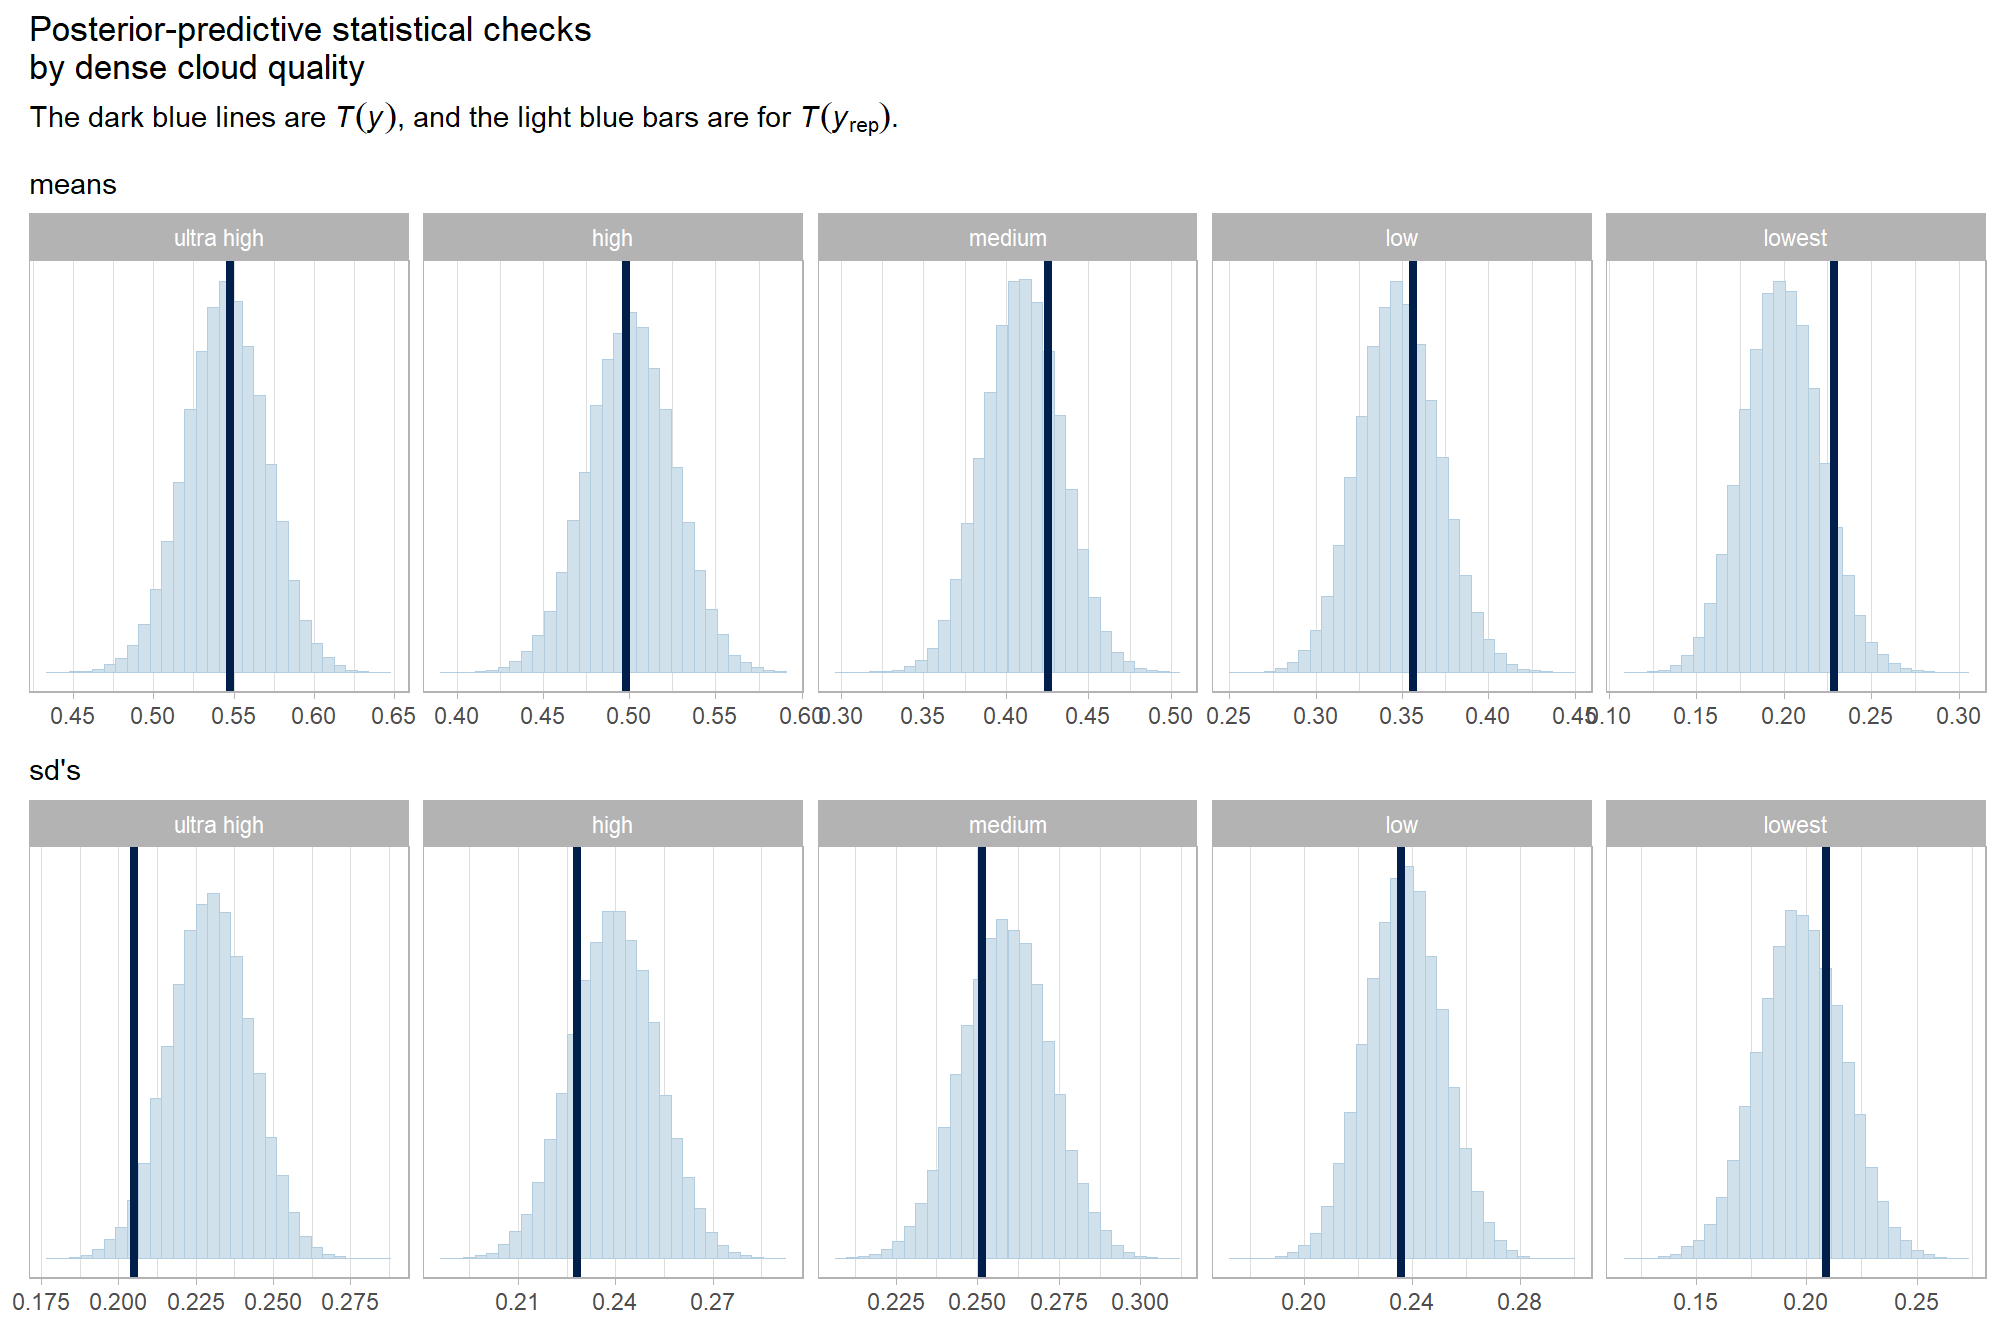 Posterior-predictive statistical checks
by dense cloud quality
The dark blue lines are T(y), and the light blue bars are for T(y_rep).
means
ultra high high medium low lowest
0.45 0.50 0.55 0.60 0.65 0.40 0.45 0.50 0.55 0.60 0.30 0.35 0.40 0.45 0.50 0.25 0.30 0.35 0.40 0.45 0.10 0.15 0.20 0.25 0.30
sd's
ultra high high medium low lowest
0.175 0.200 0.225 0.250 0.275 0.21 0.24 0.27 0.225 0.250 0.275 0.300 0.20 0.24 0.28 0.15 0.20 0.25